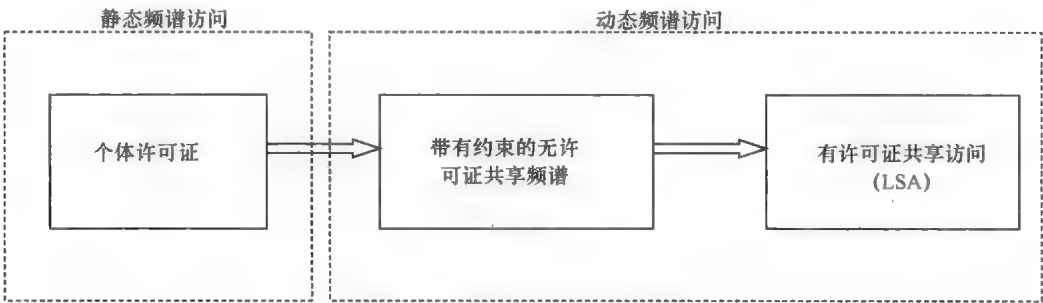 静态频谱访问
动态频谱访问
个体许可证
带有约束的无许
可证共享频谱
有许可证共享访问
(LSA)